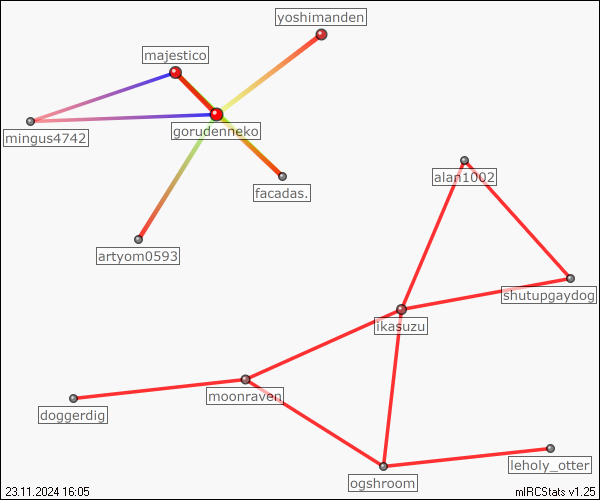 yoshimanden
majestico
gorudenneko
mingus4742
facadas.
alan1002
artyom0593
shutupgaydog
ikasuzu
moonraven
doggerdig
leholy_otter
ogshroom
23.11.2024 16:05
mIRCStats v1.25